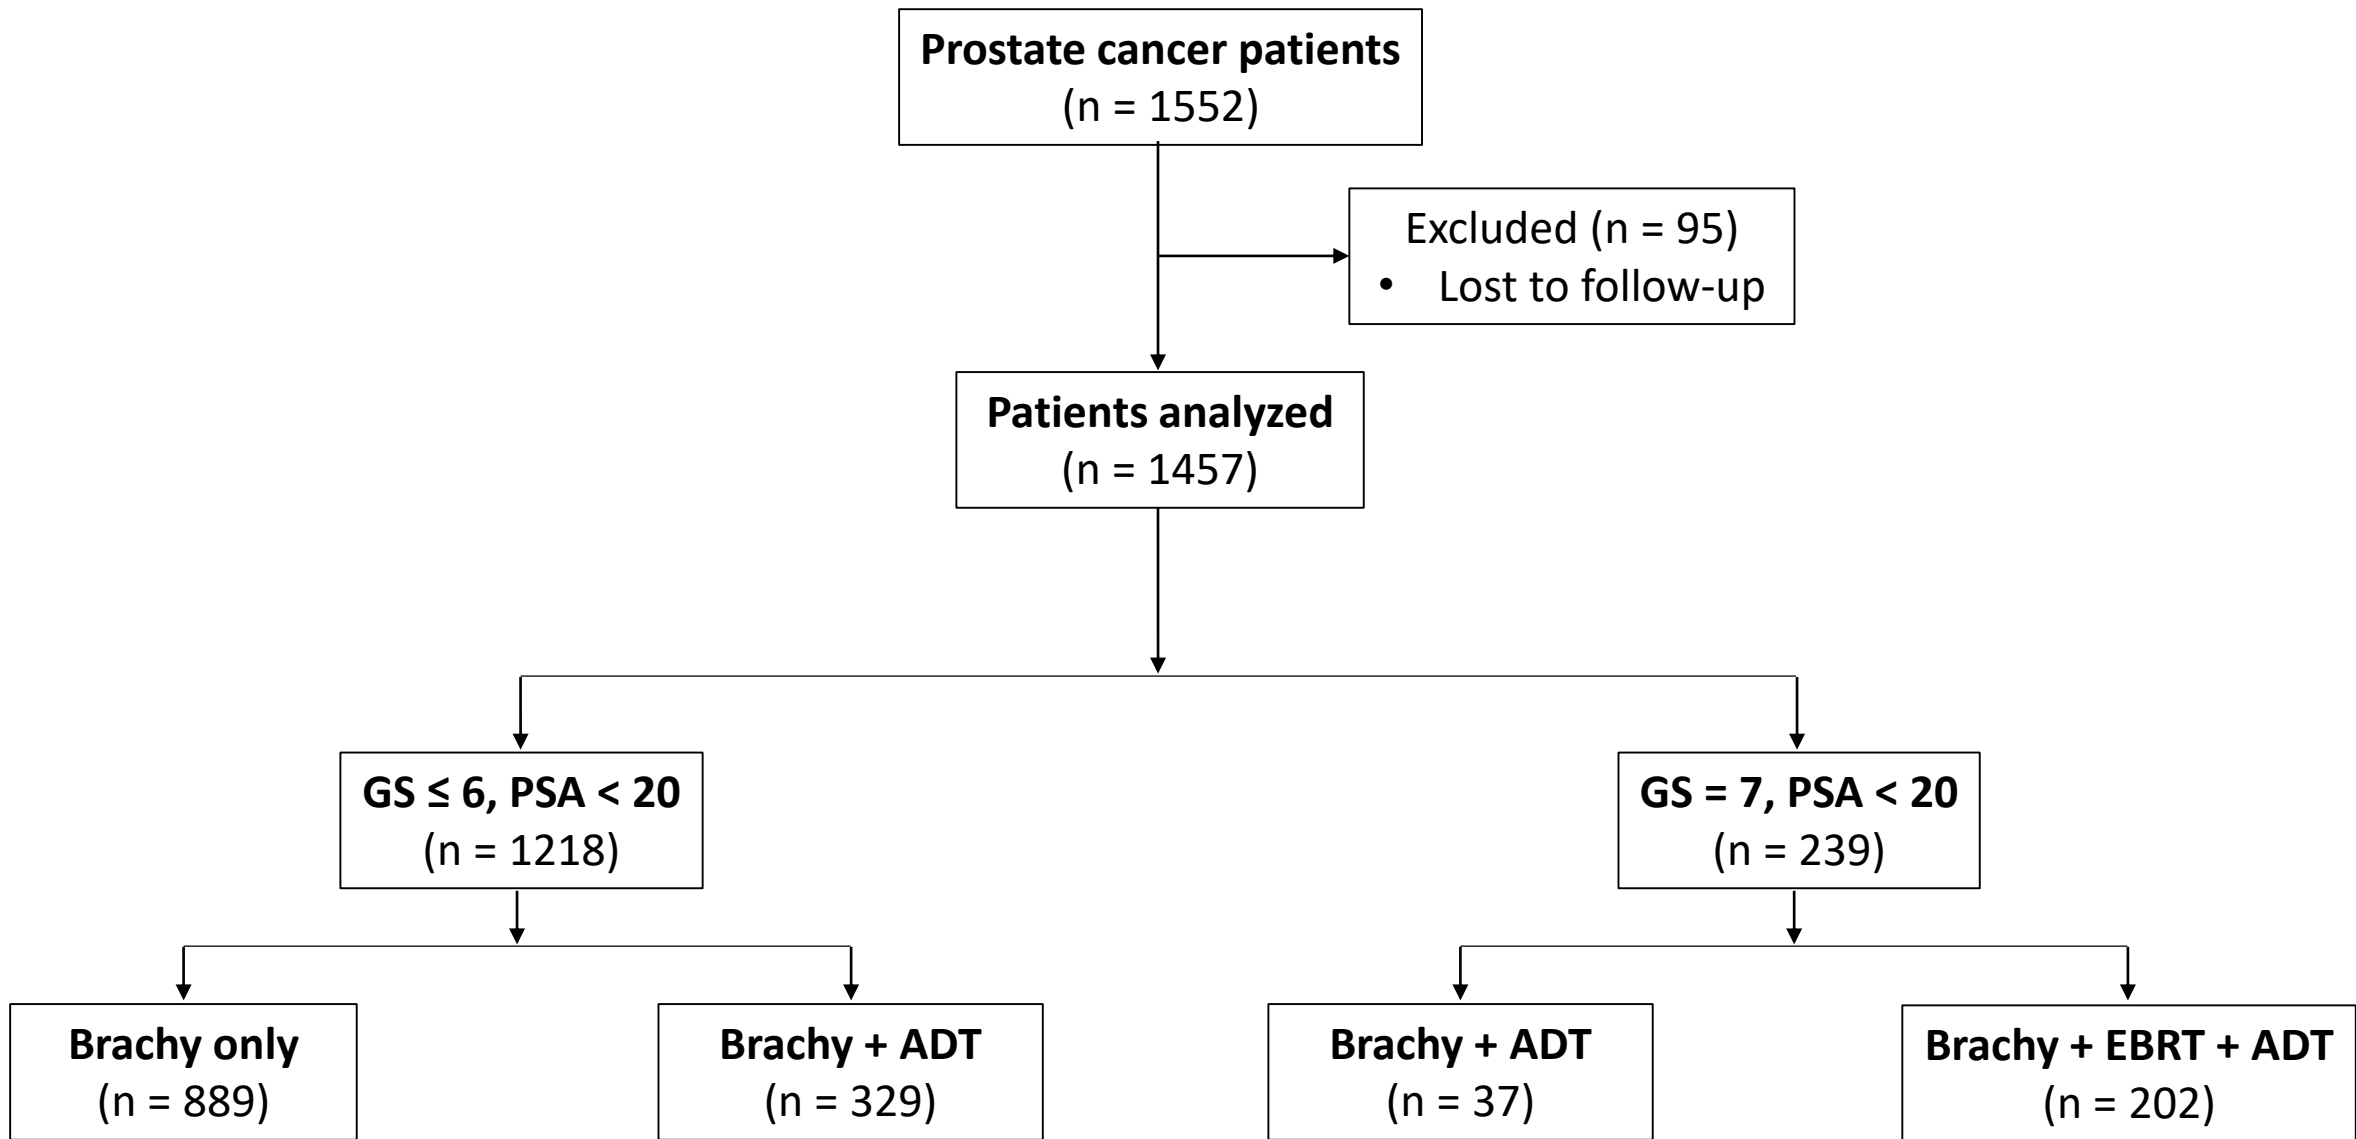 Prostate cancer patients
(n = 1552)
Excluded (n = 95)
• Lost to follow-up
Patients analyzed
(n = 1457)
GS ≤ 6, PSA < 20
(n = 1218)
GS = 7, PSA < 20
(n = 239)
Brachy only
(n = 889)
Brachy + ADT
(n = 329)
Brachy + ADT
(n = 37)
Brachy + EBRT + ADT
(n = 202)